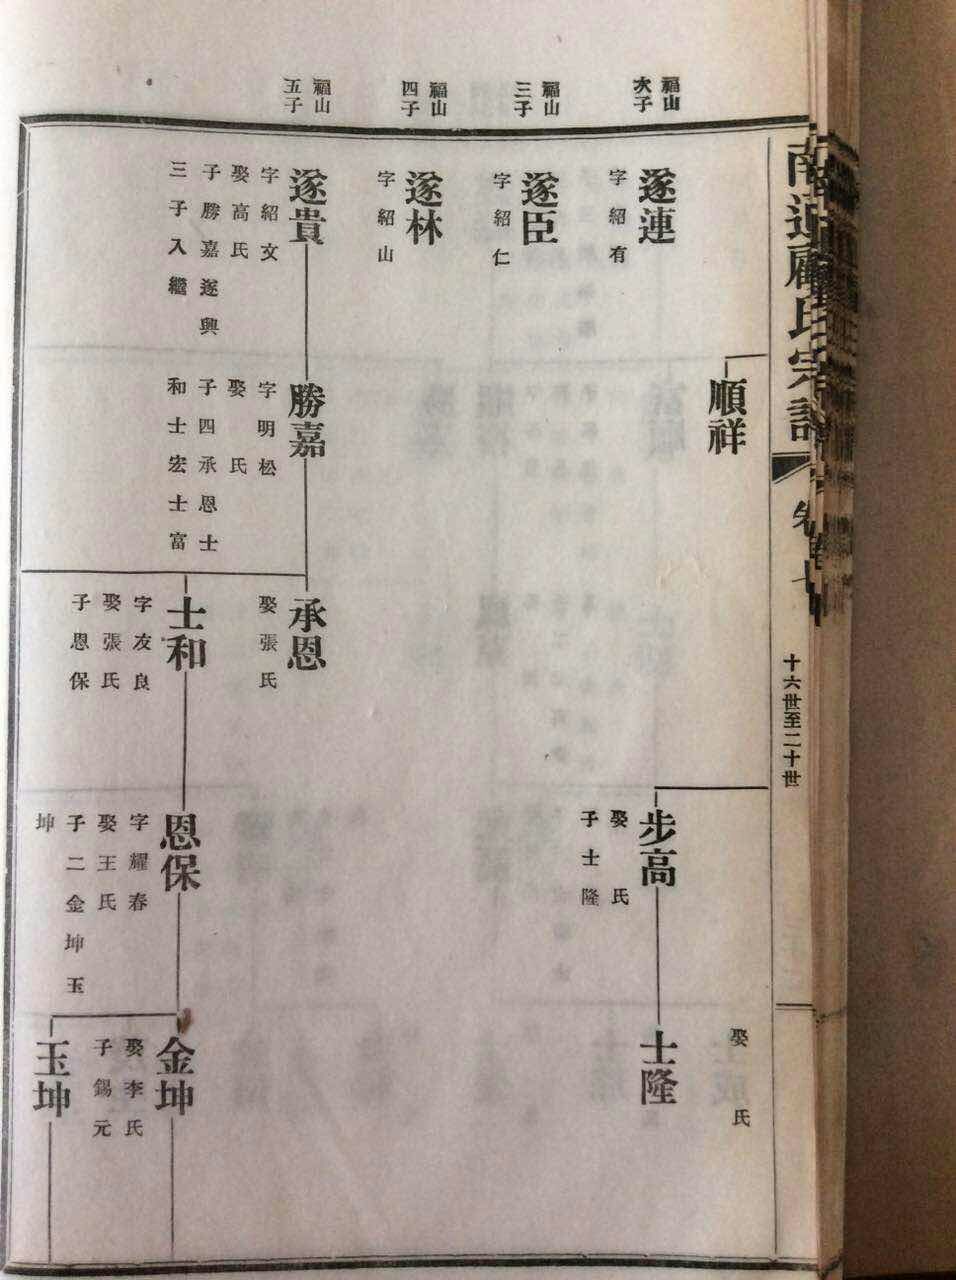 南通顧氏宗譜
卷七
十六世至二十世
福山
次子
遂連
字紹有
福山
三子
遂臣
字紹仁
福山
四子
遂林
字紹山
福山
五子
遂貴
字紹文
娶高氏
子勝嘉遂興
三子入繼
順祥
勝嘉
字明松
娶 氏
子四承恩士
和士宏士富
承恩
娶張氏
士和
字友良
娶張氏
子恩保
步高
娶 氏
子士隆
恩保
字耀春
娶王氏
子二金坤玉
坤
娶 氏
士隆
金坤
娶李氏
子錫元
玉坤